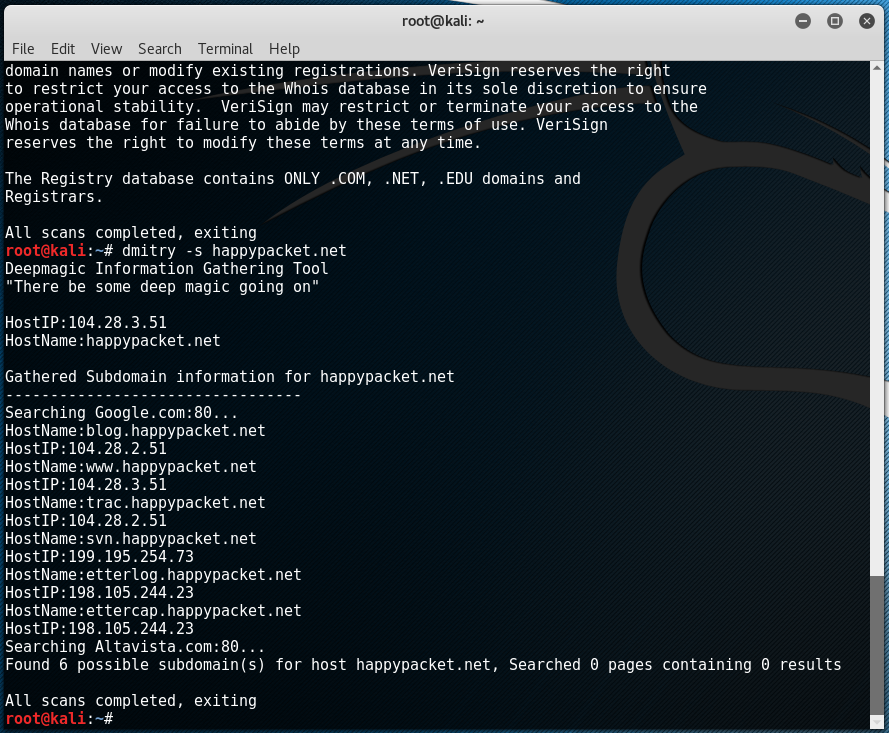 root@kali: ~
File Edit View Search Terminal Help
domain names or modify existing registrations. VeriSign reserves the right
to restrict your access to the Whois database in its sole discretion to ensure
operational stability.  VeriSign may restrict or terminate your access to the
Whois database for failure to abide by these terms of use. VeriSign
reserves the right to modify these terms at any time.

The Registry database contains ONLY .COM, .NET, .EDU domains and
Registrars.

All scans completed, exiting
root@kali:~# dmitry -s happypacket.net
Deepmagic Information Gathering Tool
"There be some deep magic going on"

HostIP:104.28.3.51
HostName:happypacket.net

Gathered Subdomain information for happypacket.net
---------------------------------
Searching Google.com:80...
HostName:blog.happypacket.net
HostIP:104.28.2.51
HostName:www.happypacket.net
HostIP:104.28.3.51
HostName:trac.happypacket.net
HostIP:104.28.2.51
HostName:svn.happypacket.net
HostIP:199.195.254.73
HostName:etterlog.happypacket.net
HostIP:198.105.244.23
HostName:ettercap.happypacket.net
HostIP:198.105.244.23
Searching Altavista.com:80...
Found 6 possible subdomain(s) for host happypacket.net, Searched 0 pages containing 0 results

All scans completed, exiting
root@kali:~#